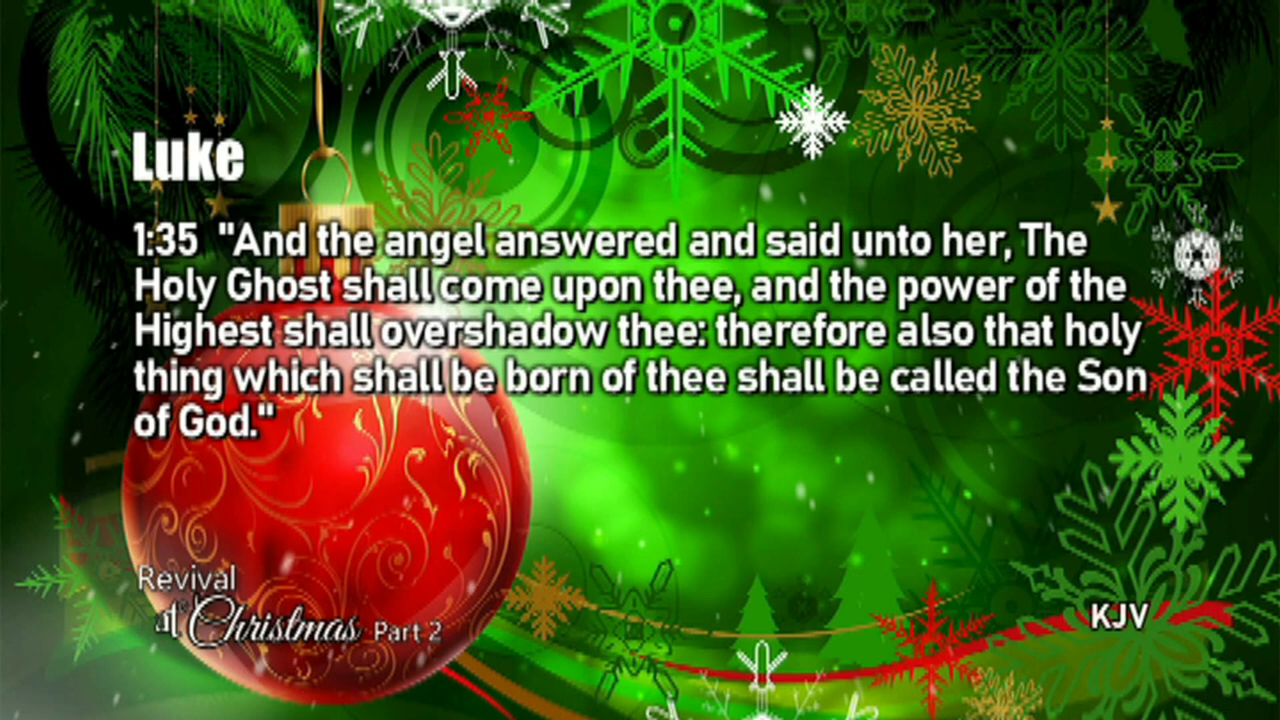 Luke
1:35 "And the angel answered and said unto her, The
Holy Ghost shall come upon thee, and the power of the
Highest shall overshadow thee: therefore also that holy
thing which shall be born of thee shall be called the Son
of God."
Revival
at Christmas Part 2
KJV